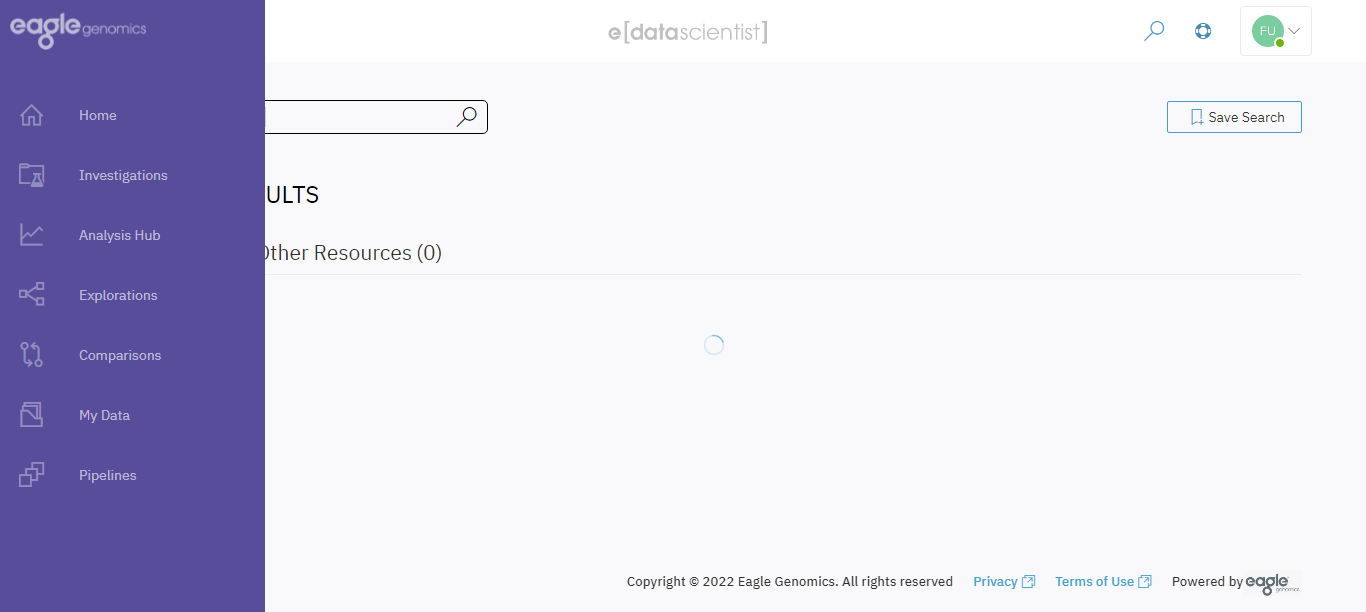 eagle genomics
e[datascientist]
FU
Home
Save Search
Investigations
ULTS
Analysis Hub
Other Resources (0)
Explorations
Comparisons
My Data
Pipelines
Copyright © 2022 Eagle Genomics. All rights reserved Privacy Terms of Use Powered by eagle genomics